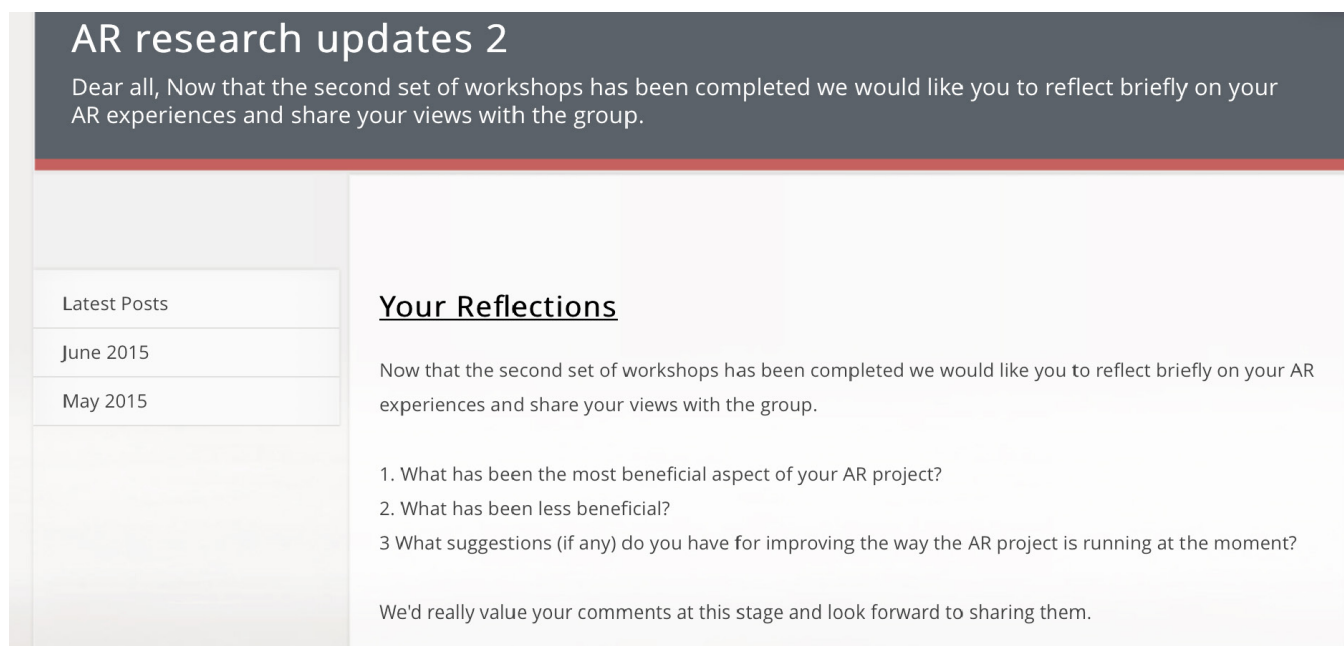 AR research updates 2
Dear all, Now that the second set of workshops has been completed we would like you to reflect briefly on your
AR experiences and share your views with the group.
Latest Posts
June 2015
May 2015
Your Reflections
Now that the second set of workshops has been completed we would like you to reflect briefly on your AR
experiences and share your views with the group.
1. What has been the most beneficial aspect of your AR project?
2. What has been less beneficial?
3 What suggestions (if any) do you have for improving the way the AR project is running at the moment?
We'd really value your comments at this stage and look forward to sharing them.